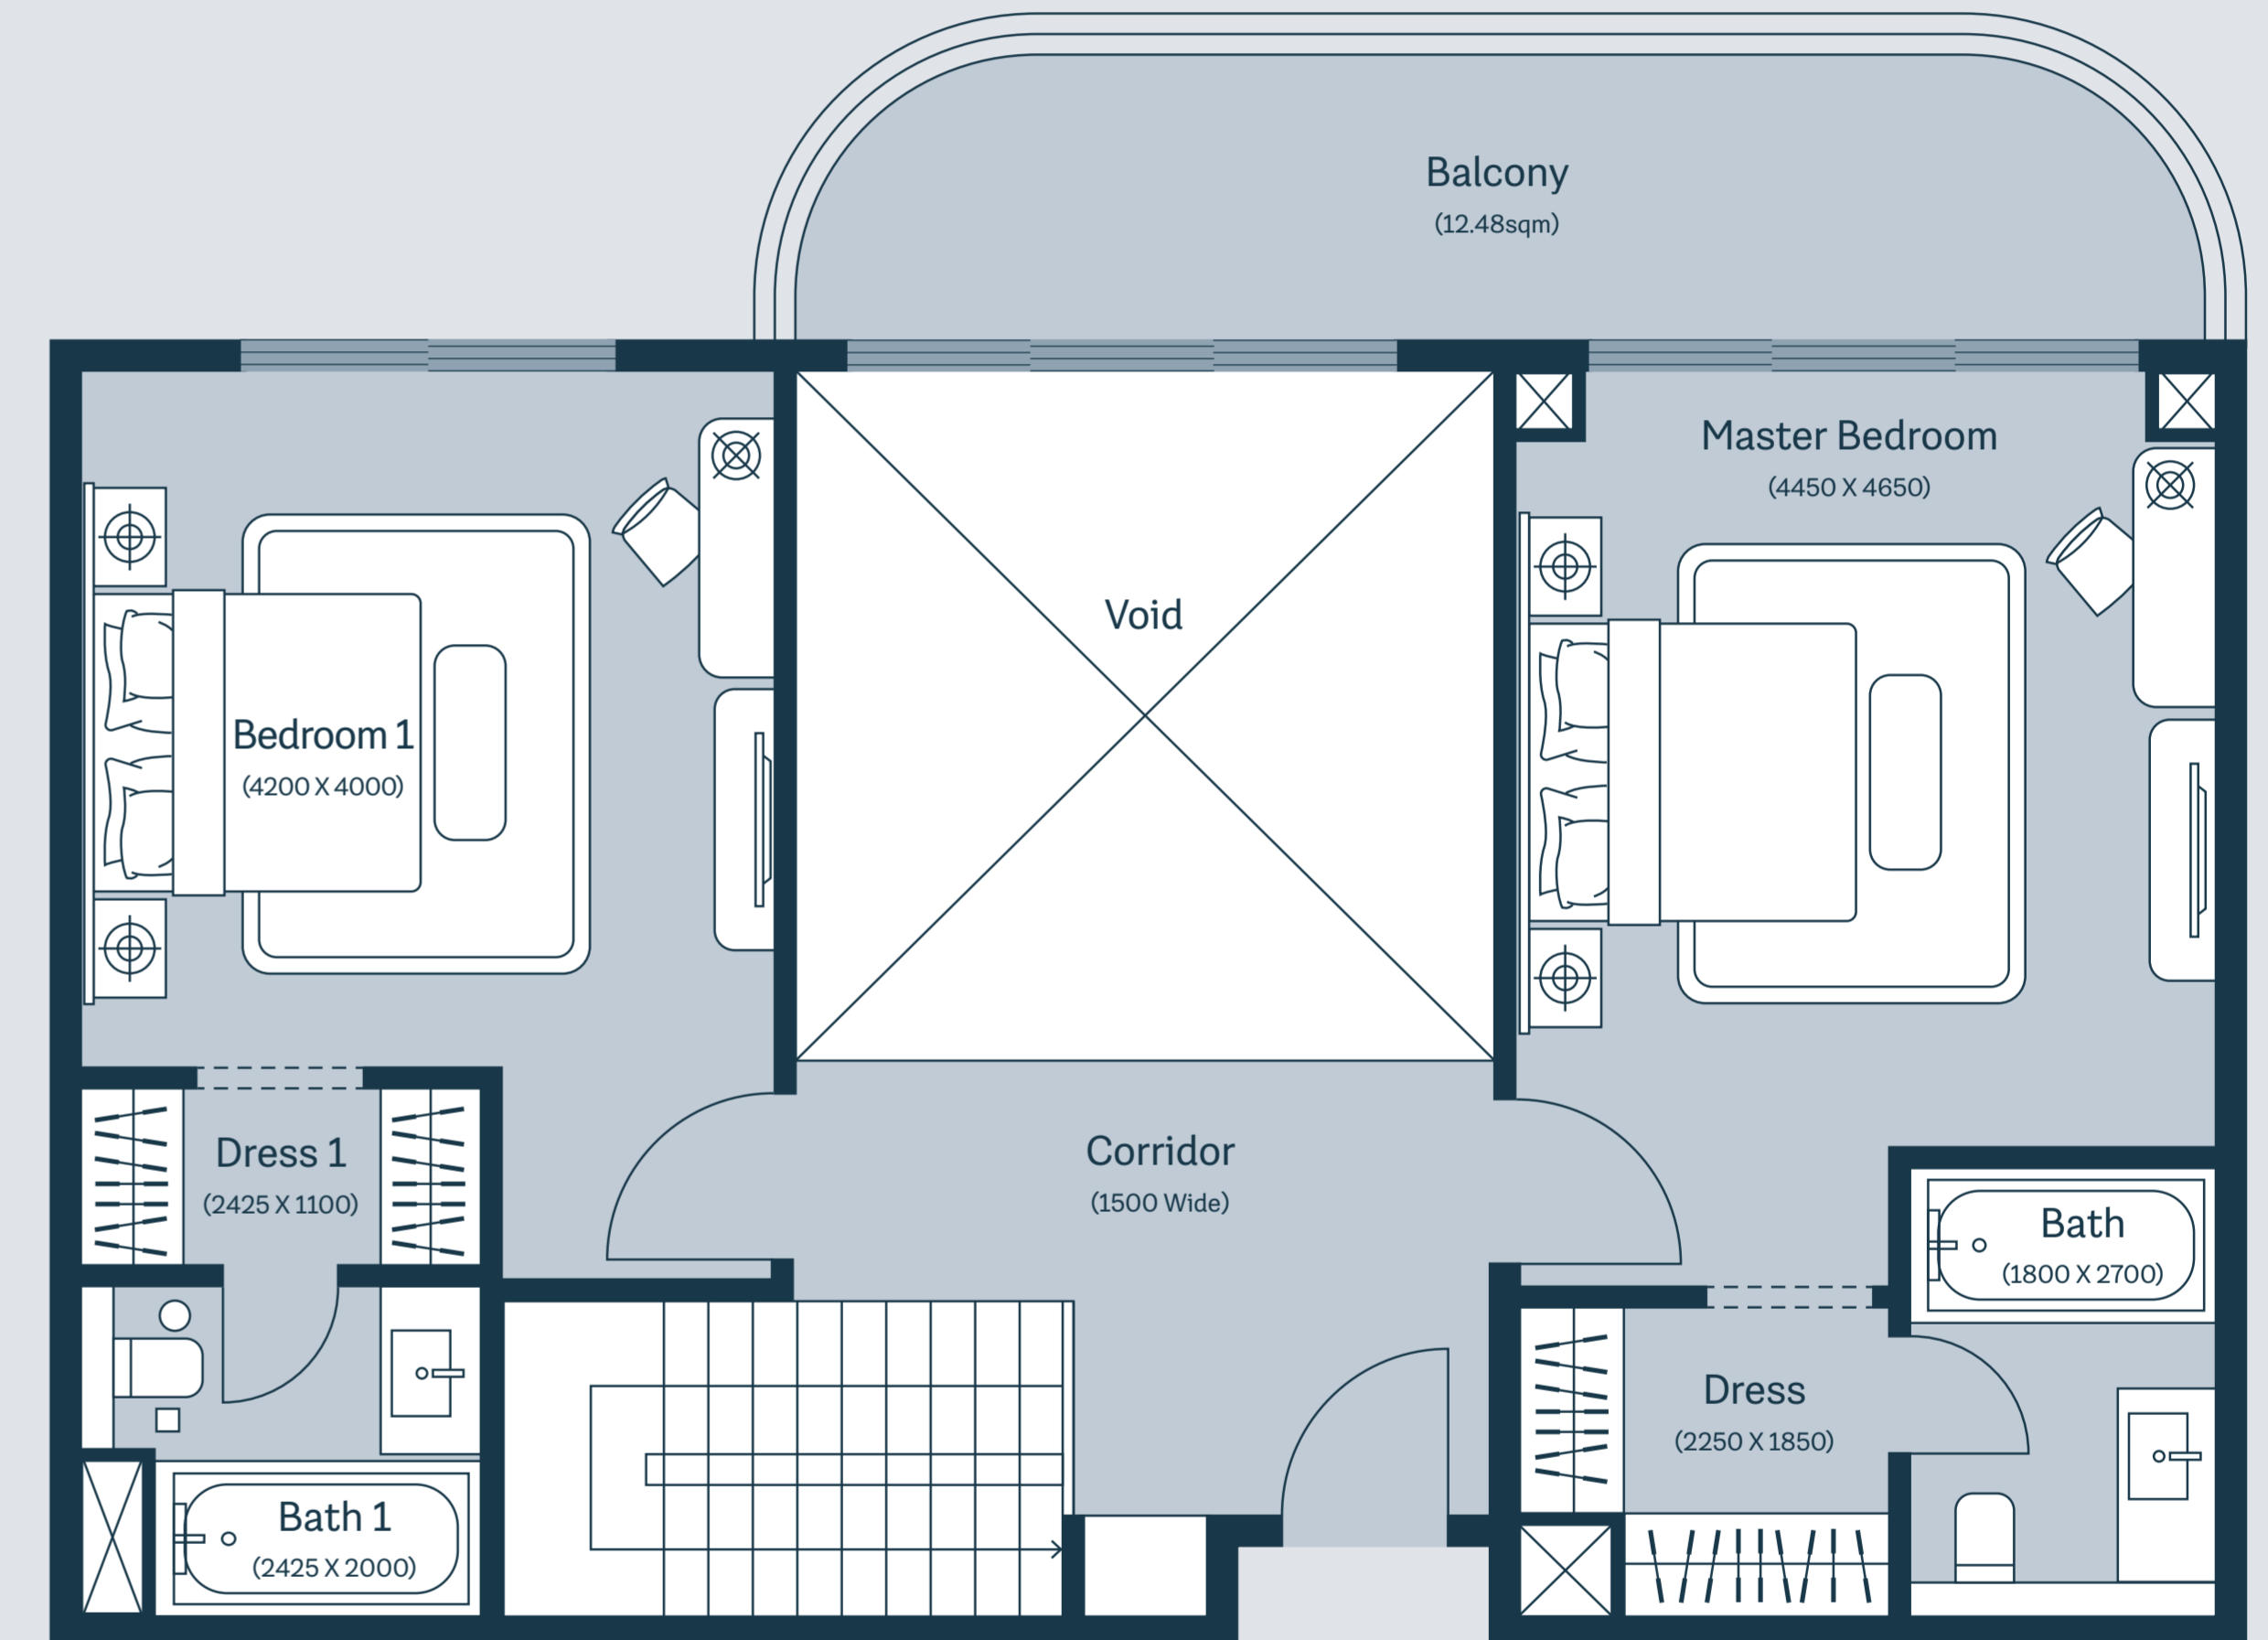 Balcony
(12.48sqm)
Master Bedroom
(4450 X 4650)
Void
Bedroom 1
(4200 X 4000)
Dress 1
(2425 X 1100)
Corridor
(1500 Wide)
Bath
(1800 X 2700)
Dress
(2250 X 1850)
Bath 1
(2425 X 2000)